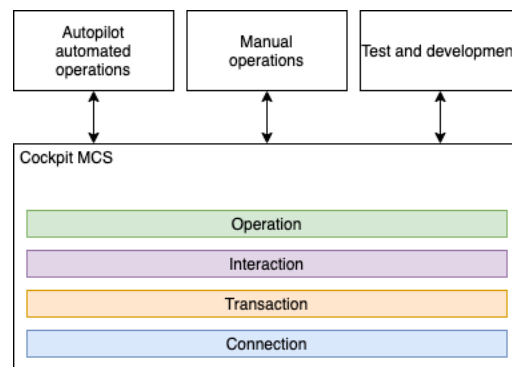 Autopilot
automated
operations
Manual
operations
Test and developmen
Cockpit MCS
Operation
Interaction
Transaction
Connection